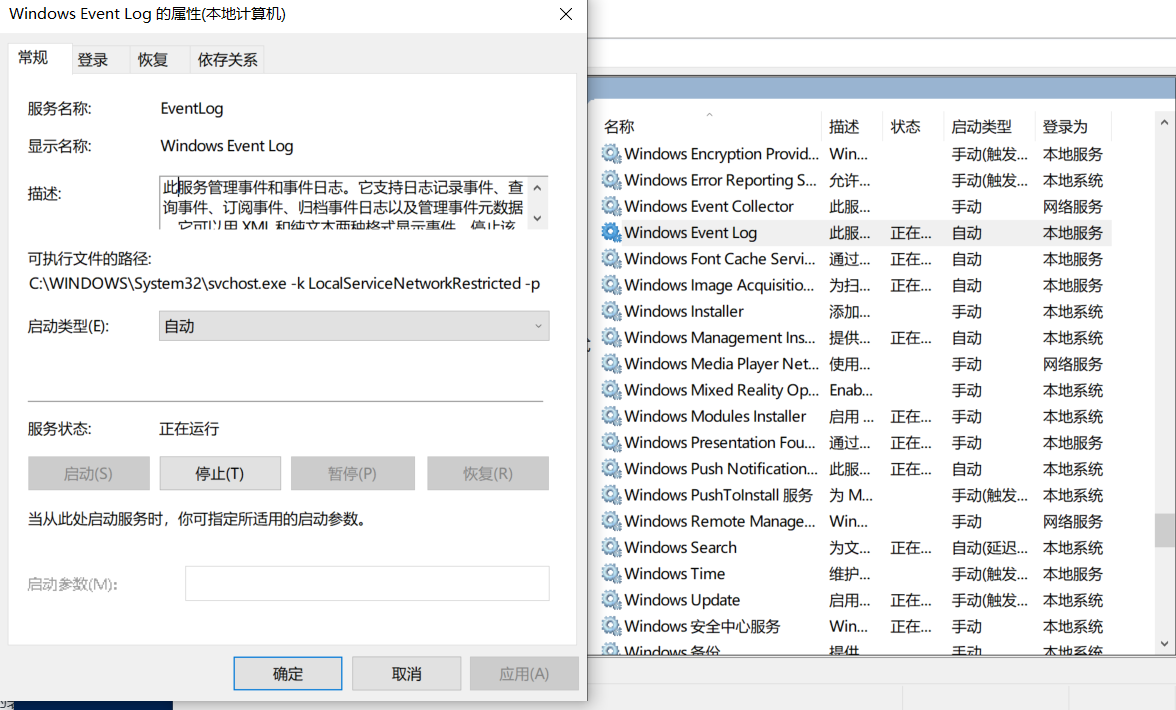 Windows Event Log 的属性(本地计算机)
常规 登录 恢复 依存关系
服务名称: EventLog
显示名称: Windows Event Log
描述: 此服务管理事件和事件日志。它支持日志记录事件、查
询事件、订阅事件、归档事件日志以及管理事件元数据
。它可以用 XML 和纯文本两种格式显示事件。停止该
可执行文件的路径:
C:\WINDOWS\System32\svchost.exe -k LocalServiceNetworkRestricted -p
启动类型(E): 自动
服务状态: 正在运行
启动(S) 停止(T) 暂停(P) 恢复(R)
当从此处启动服务时，你可指定所适用的启动参数。
启动参数(M):
确定 取消 应用(A)
名称 描述 状态 启动类型 登录为
Windows Encryption Provid... Win... 手动(触发... 本地服务
Windows Error Reporting S... 允许... 手动(触发... 本地系统
Windows Event Collector 此服... 手动 网络服务
Windows Event Log 此服... 正在... 自动 本地服务
Windows Font Cache Servi... 通过... 正在... 自动 本地服务
Windows Image Acquisitio... 为扫... 正在... 自动 本地服务
Windows Installer 添加... 手动 本地系统
Windows Management Ins... 提供... 正在... 自动 本地系统
Windows Media Player Net... 使用... 手动 网络服务
Windows Mixed Reality Op... Enab... 手动 本地系统
Windows Modules Installer 启用 ... 正在... 手动 本地系统
Windows Presentation Fou... 通过... 正在... 手动 本地服务
Windows Push Notification... 此服... 正在... 自动 本地系统
Windows PushToInstall 服务 为 M... 手动(触发... 本地系统
Windows Remote Manage... Win... 手动 网络服务
Windows Search 为文... 正在... 自动(延迟... 本地系统
Windows Time 维护... 手动(触发... 本地服务
Windows Update 启用... 正在... 手动(触发... 本地系统
Windows 安全中心服务 Win... 正在... 手动 本地系统
Windows 备份 提供... 手动 本地系统